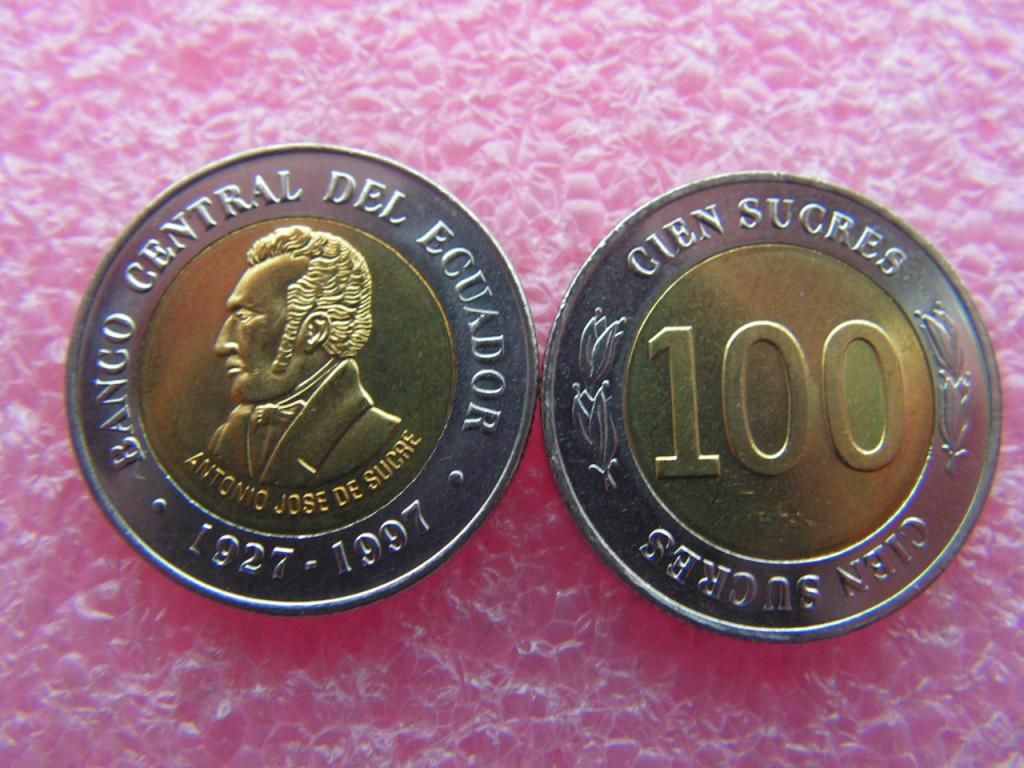 BANCO CENTRAL DEL ECUADOR
ANTONIO JOSE DE SUCRE
· 1927 - 1997 ·
CIEN SUCRES
100
CIEN SUCRES